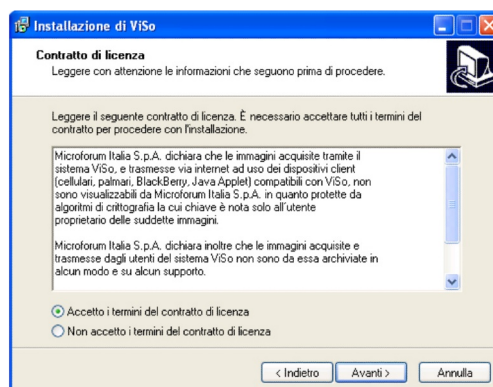 Installazione di ViSo
Contratto di licenza
Leggere con attenzione le informazioni che seguono prima di procedere.
Leggere il seguente contratto di licenza. È necessario accettare tutti i termini del
contratto per procedere con l'installazione.
Microforum Italia S.p.A. dichiara che le immagini acquisite tramite il
sistema ViSo, e trasmesse via internet ad uso dei dispositivi client
(cellulari, palmari, BlackBerry, Java Applet) compatibili con ViSo, non
sono visualizzabili da Microforum Italia S.p.A. in quanto protette da
algoritmi di crittografia la cui chiave è nota solo all'utente
proprietario delle suddette immagini.
Microforum Italia S.p.A. dichiara inoltre che le immagini acquisite e
trasmesse dagli utenti del sistema ViSo non sono da essa archiviate in
alcun modo e su alcun supporto.
Accetto i termini del contratto di licenza
Non accetto i termini del contratto di licenza
< Indietro
Avanti >
Annulla